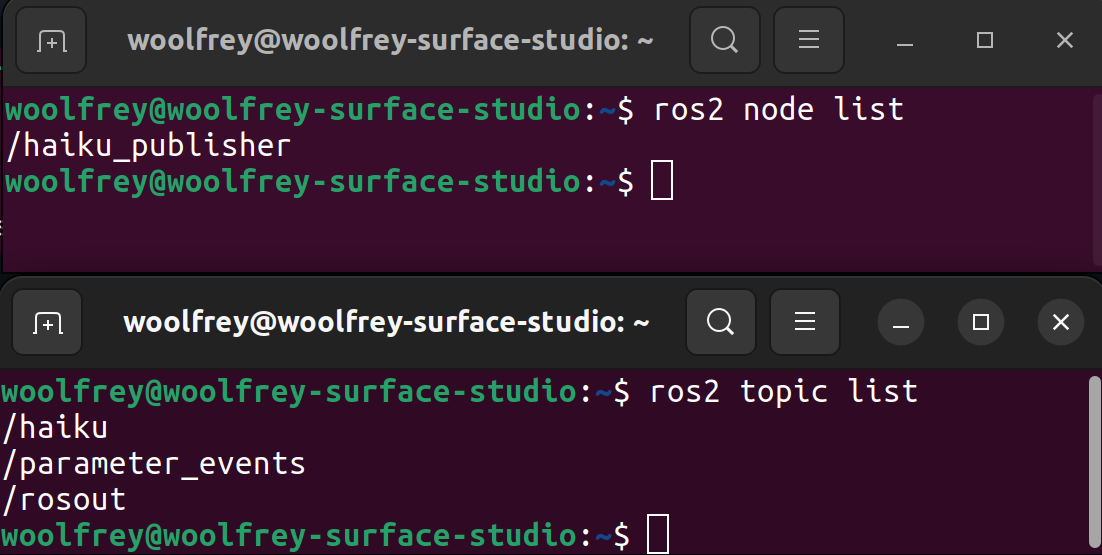 woolfrey@woolfrey-surface-studio: ~
woolfrey@woolfrey-surface-studio:~$ ros2 node list
/haiku_publisher
woolfrey@woolfrey-surface-studio:~$
woolfrey@woolfrey-surface-studio: ~
woolfrey@woolfrey-surface-studio:~$ ros2 topic list
/haiku
/parameter_events
/rosout
woolfrey@woolfrey-surface-studio:~$